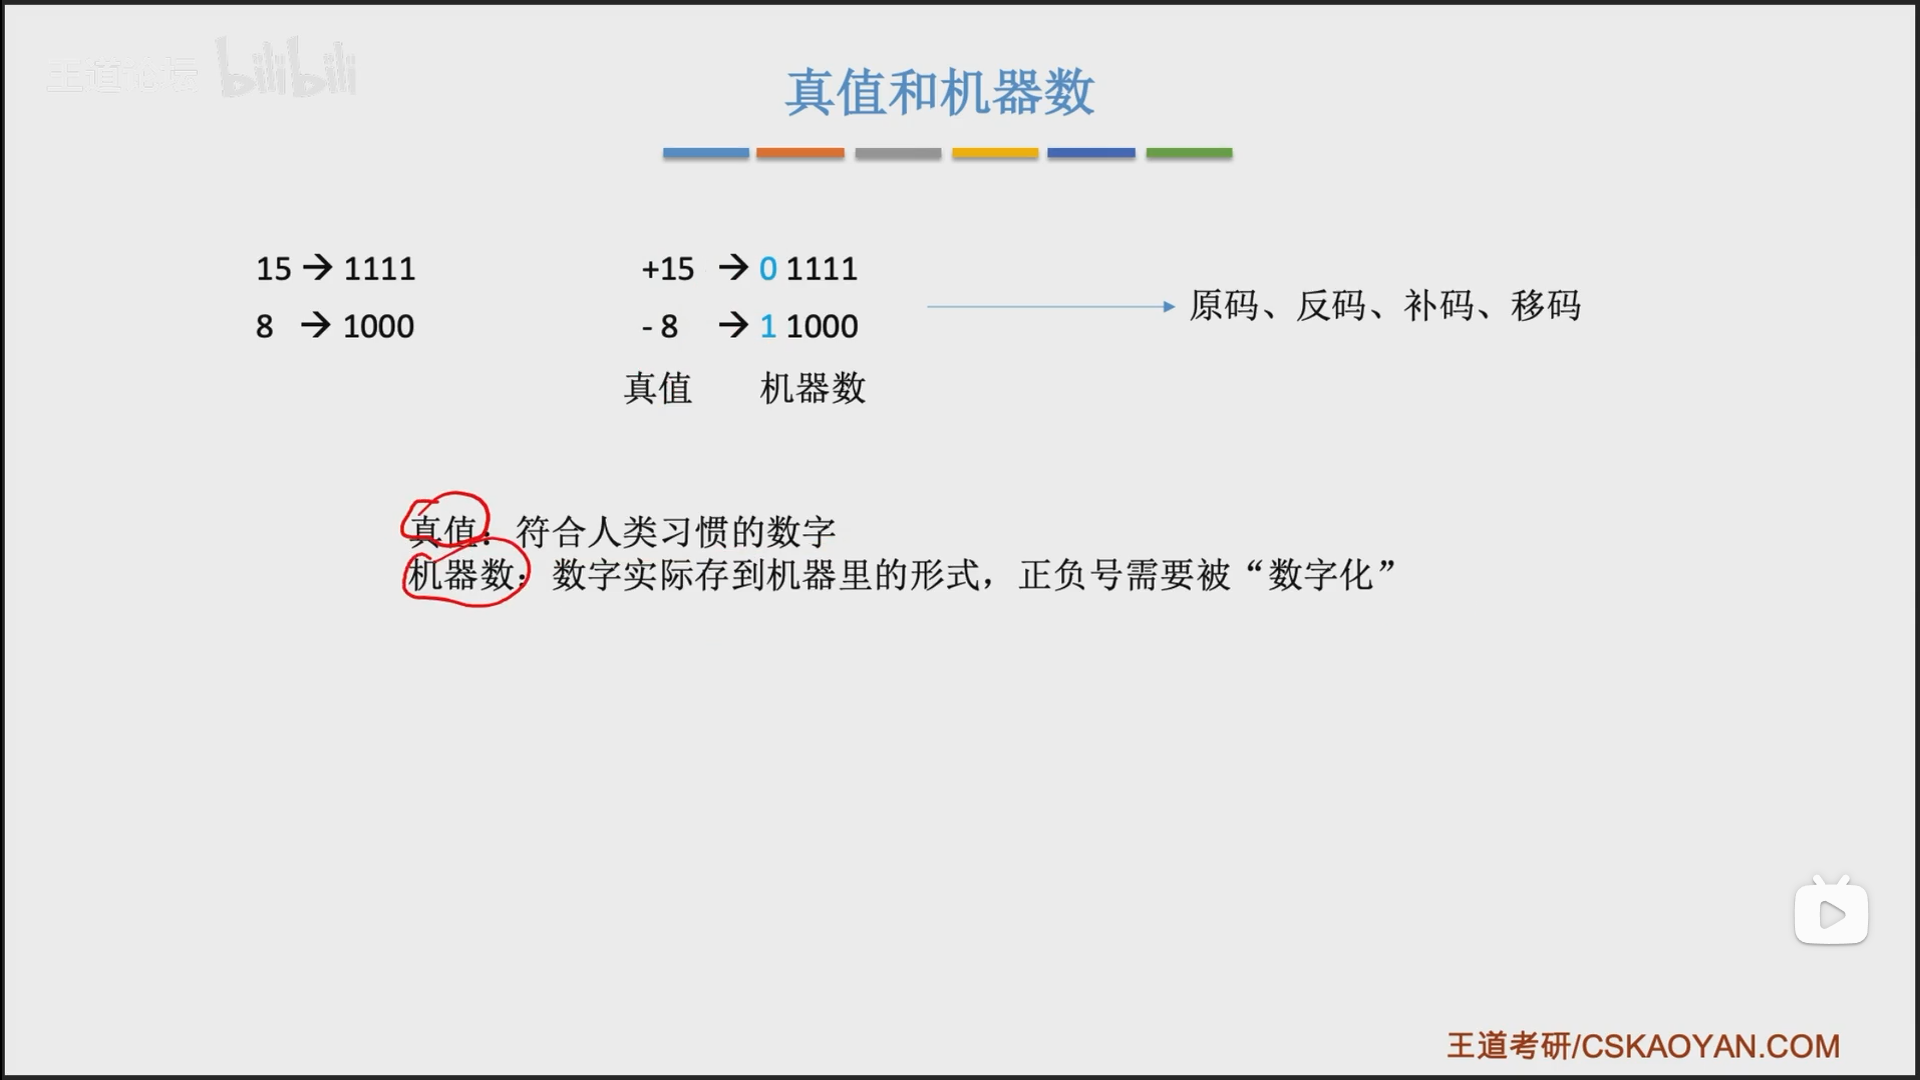 王道论坛 bilibili
真值和机器数
15 → 1111
8 → 1000
+15 → 0 1111
- 8 → 1 1000
真值 机器数
原码、反码、补码、移码
真值：符合人类习惯的数字
机器数：数字实际存到机器里的形式，正负号需要被“数字化”
王道考研/CSKAOYAN.COM